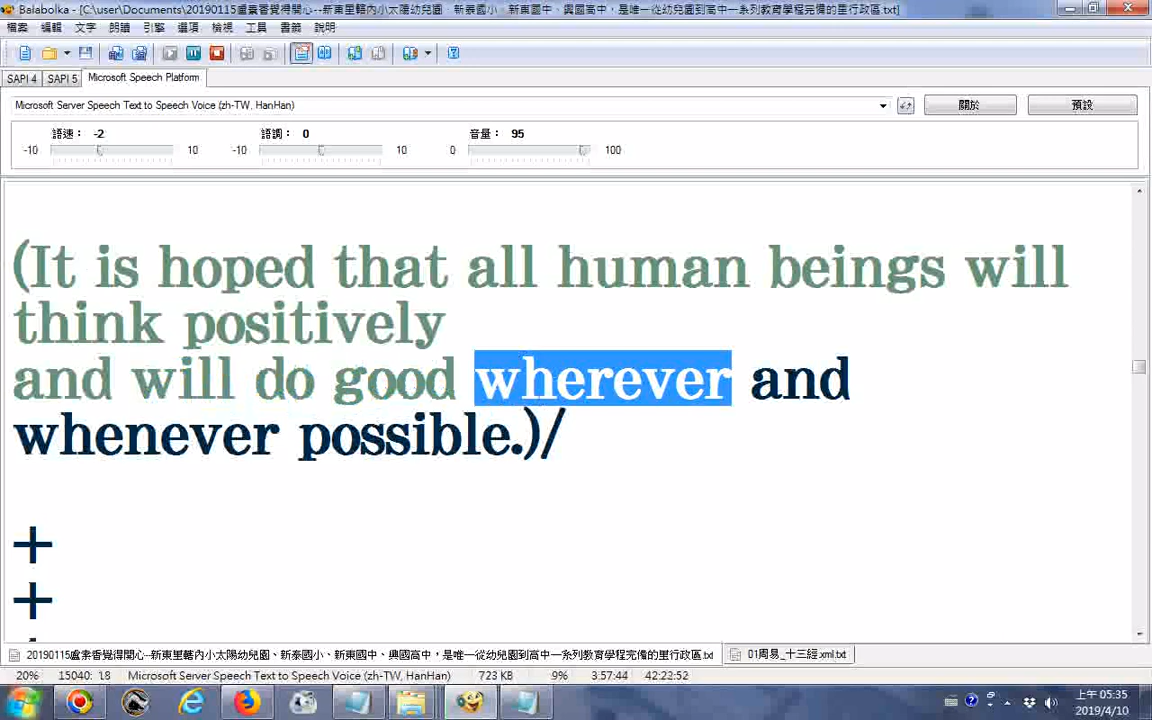 Balabolka - [C:\user\Documents\20190115盧素香覺得開心--新東里轄內小太陽幼兒園、新泰國小、新東國中、興國高中，是唯一從幼兒園到高中一系列教育學程完備的里行政區.txt]
檔案 編輯 文字 朗讀 引擎 選項 檢視 工具 書籤 說明
SAPI 4 SAPI 5 Microsoft Speech Platform
Microsoft Server Speech Text to Speech Voice (zh-TW, HanHan) 關於 預設
語速： -2 語調： 0 音量： 95
-10 10 -10 10 0 100
(It is hoped that all human beings will
think positively
and will do good wherever and
whenever possible.)/
+
+
20190115盧素香覺得開心--新東里轄內小太陽幼兒園、新泰國小、新東國中、興國高中，是唯一從幼兒園到高中一系列教育學程完備的里行政區.txt 01周易_十三經.xml.txt
20% 15040: 18 Microsoft Server Speech Text to Speech Voice (zh-TW, HanHan) 723 KB 9% 3:57:44 42:22:52
上午 05:35
2019/4/10